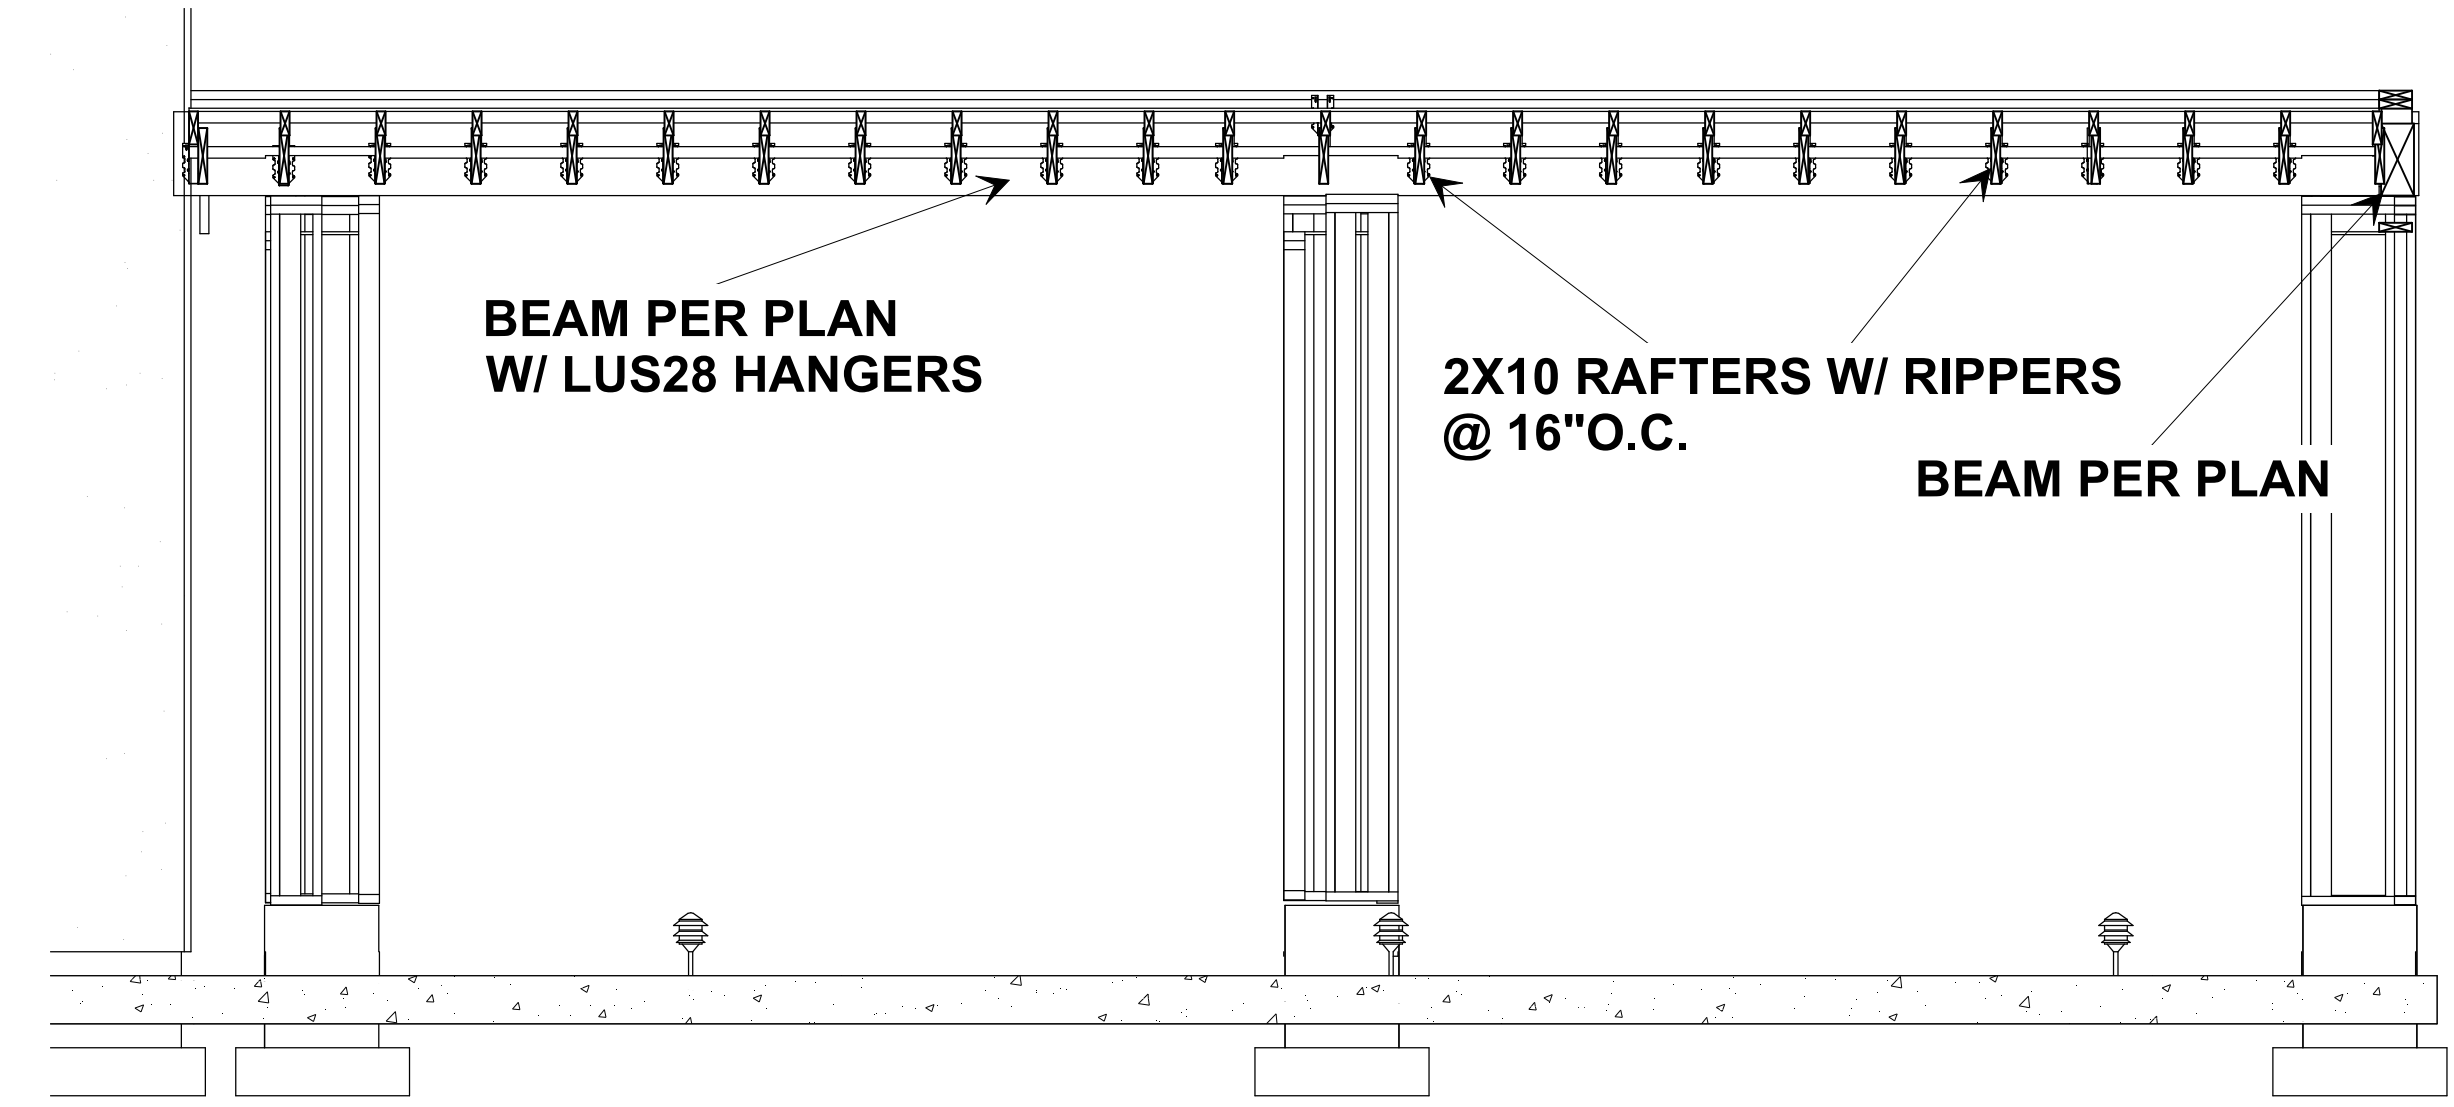 BEAM PER PLAN
W/ LUS28 HANGERS
2X10 RAFTERS W/ RIPPERS
@ 16"O.C.
BEAM PER PLAN